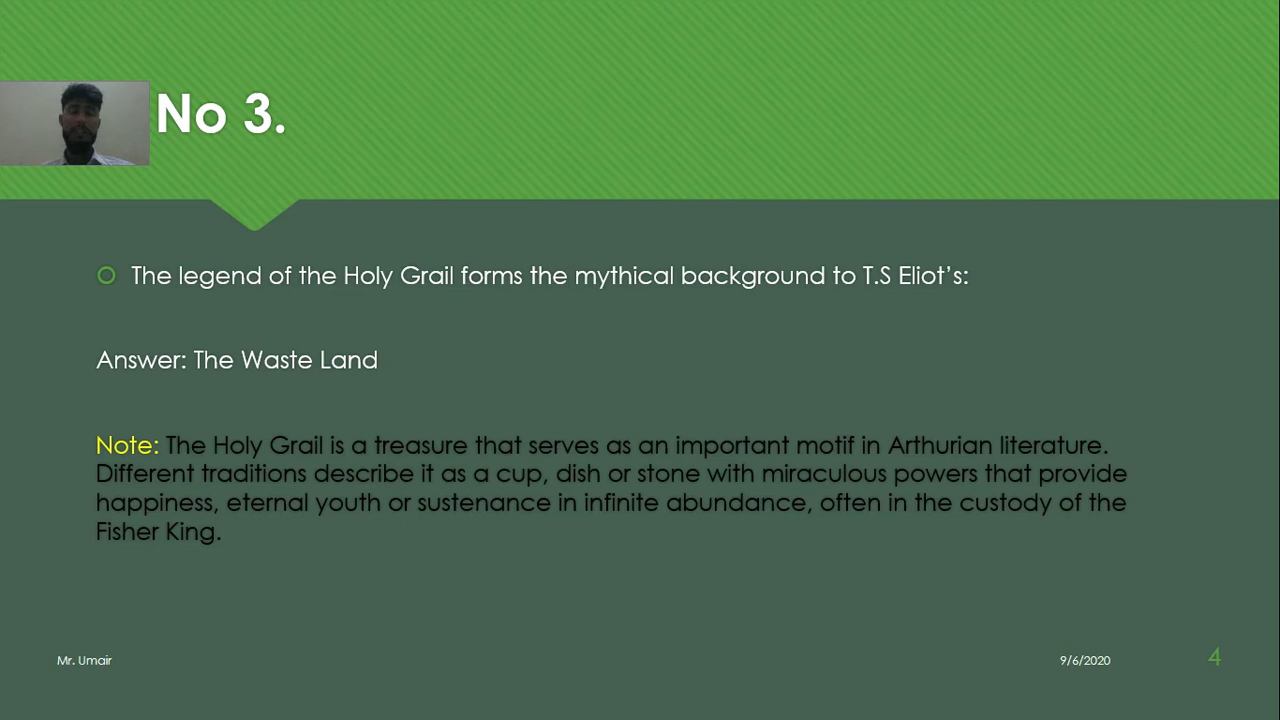 No 3.
The legend of the Holy Grail forms the mythical background to T.S Eliot’s:
Answer: The Waste Land
Note: The Holy Grail is a treasure that serves as an important motif in Arthurian literature.
Different traditions describe it as a cup, dish or stone with miraculous powers that provide
happiness, eternal youth or sustenance in infinite abundance, often in the custody of the
Fisher King.
Mr. Umair
9/6/2020
4